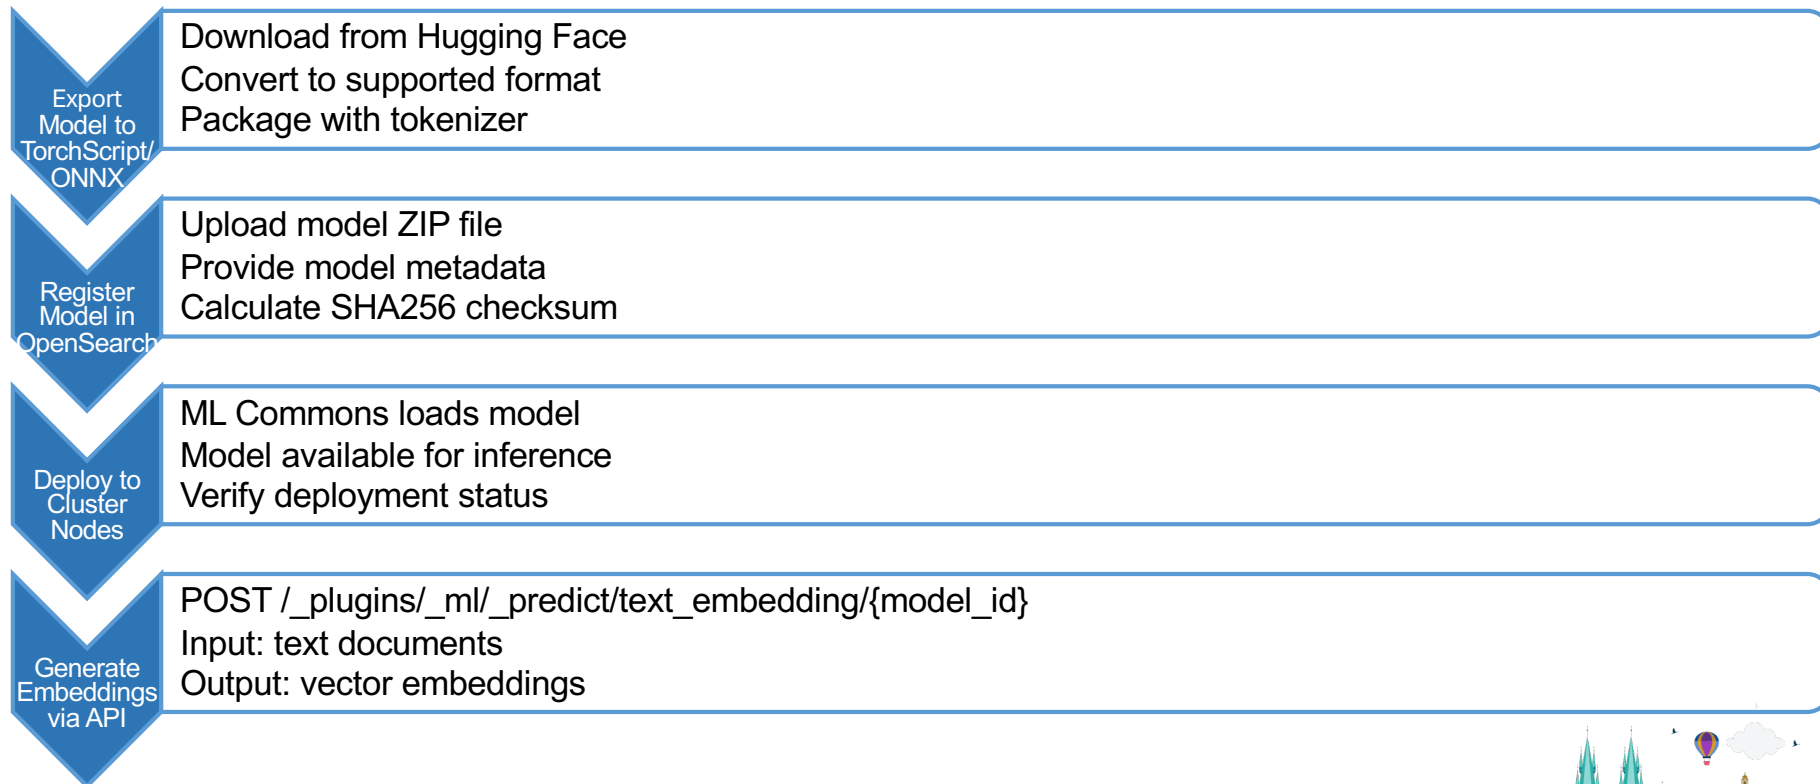 Export
Model to
TorchScript/
ONNX
Download from Hugging Face
Convert to supported format
Package with tokenizer
Register
Model in
OpenSearch
Upload model ZIP file
Provide model metadata
Calculate SHA256 checksum
Deploy to
Cluster
Nodes
ML Commons loads model
Model available for inference
Verify deployment status
Generate
Embeddings
via API
POST /_plugins/_ml/_predict/text_embedding/{model_id}
Input: text documents
Output: vector embeddings